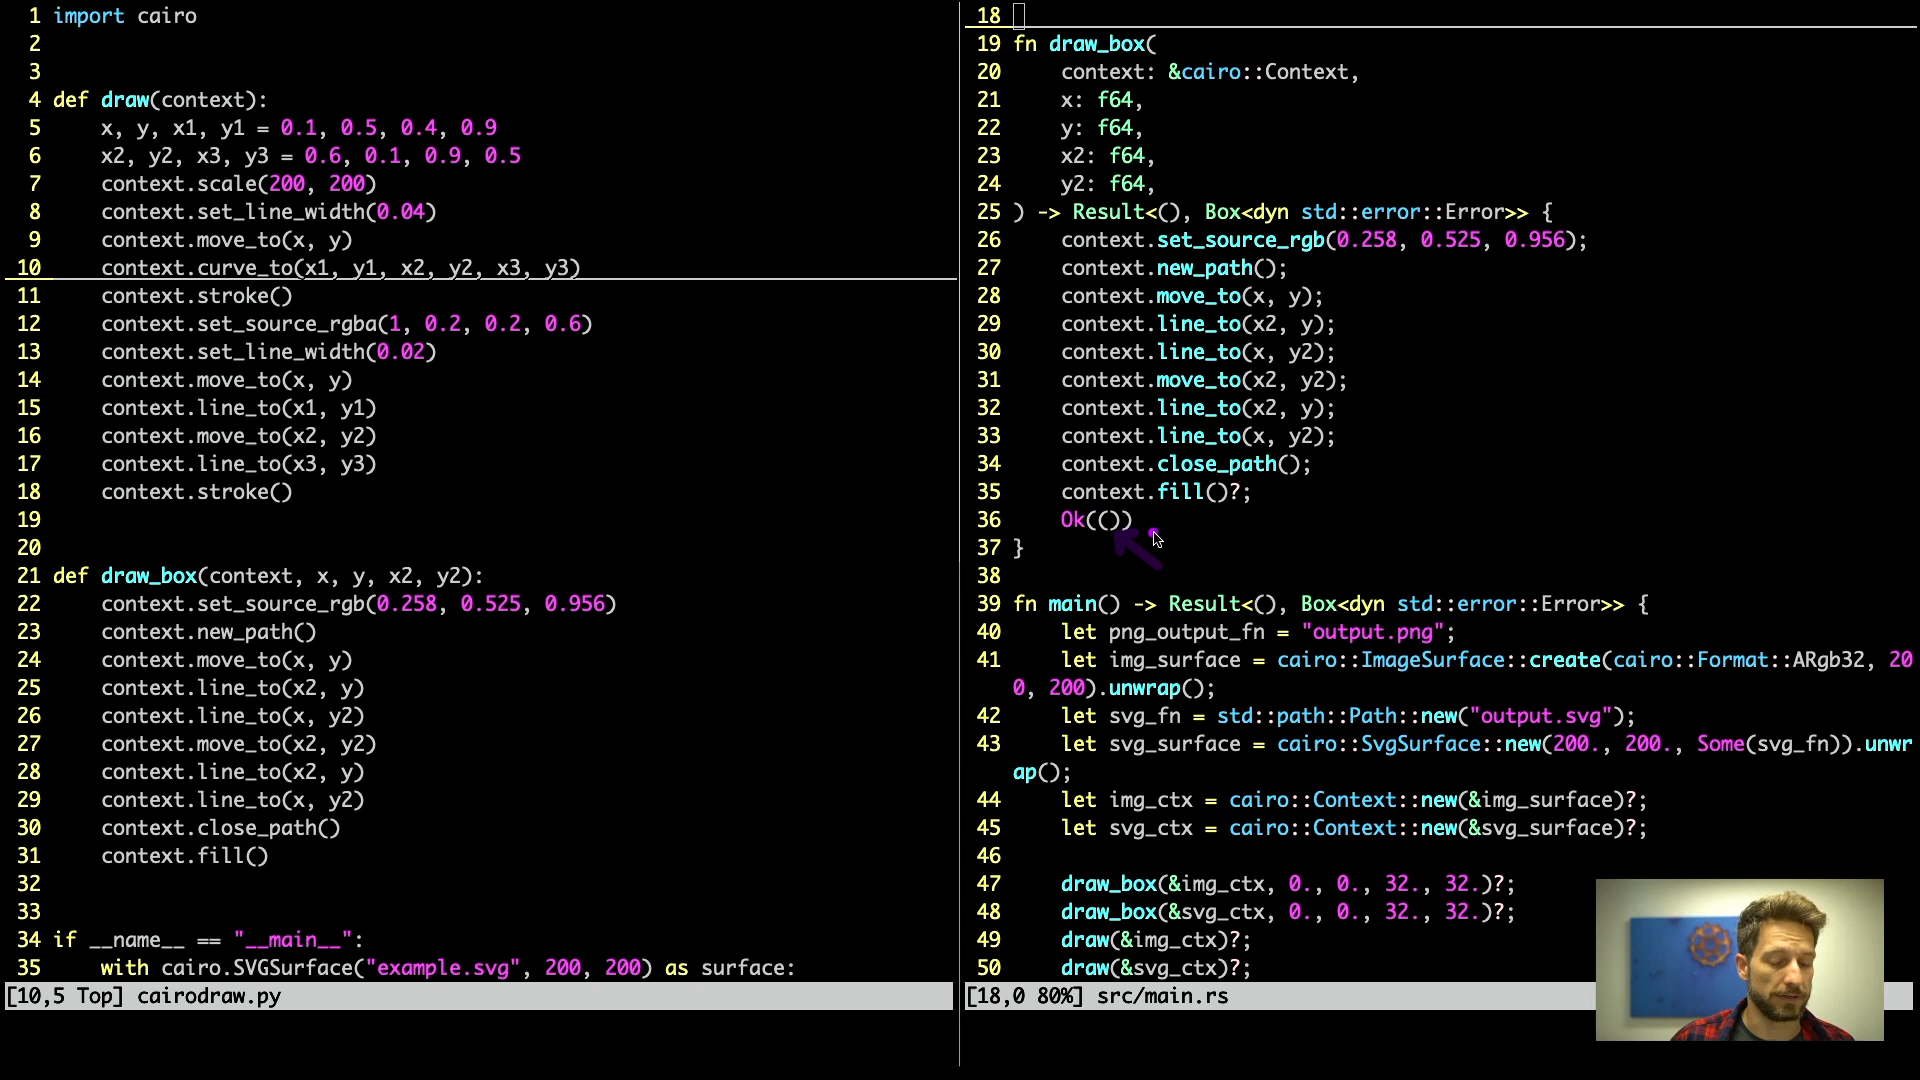 1 import cairo
2
3
4 def draw(context):
5     x, y, x1, y1 = 0.1, 0.5, 0.4, 0.9
6     x2, y2, x3, y3 = 0.6, 0.1, 0.9, 0.5
7     context.scale(200, 200)
8     context.set_line_width(0.04)
9     context.move_to(x, y)
10     context.curve_to(x1, y1, x2, y2, x3, y3)
11     context.stroke()
12     context.set_source_rgba(1, 0.2, 0.2, 0.6)
13     context.set_line_width(0.02)
14     context.move_to(x, y)
15     context.line_to(x1, y1)
16     context.move_to(x2, y2)
17     context.line_to(x3, y3)
18     context.stroke()
19
20
21 def draw_box(context, x, y, x2, y2):
22     context.set_source_rgb(0.258, 0.525, 0.956)
23     context.new_path()
24     context.move_to(x, y)
25     context.line_to(x2, y)
26     context.line_to(x, y2)
27     context.move_to(x2, y2)
28     context.line_to(x2, y)
29     context.line_to(x, y2)
30     context.close_path()
31     context.fill()
32
33
34 if __name__ == "__main__":
35     with cairo.SVGSurface("example.svg", 200, 200) as surface:
[10,5 Top] cairodraw.py
18
19 fn draw_box(
20     context: &cairo::Context,
21     x: f64,
22     y: f64,
23     x2: f64,
24     y2: f64,
25 ) -> Result<(), Box<dyn std::error::Error>> {
26     context.set_source_rgb(0.258, 0.525, 0.956);
27     context.new_path();
28     context.move_to(x, y);
29     context.line_to(x2, y);
30     context.line_to(x, y2);
31     context.move_to(x2, y2);
32     context.line_to(x2, y);
33     context.line_to(x, y2);
34     context.close_path();
35     context.fill()?;
36     Ok(())
37 }
38
39 fn main() -> Result<(), Box<dyn std::error::Error>> {
40     let png_output_fn = "output.png";
41     let img_surface = cairo::ImageSurface::create(cairo::Format::ARgb32, 20
0, 200).unwrap();
42     let svg_fn = std::path::Path::new("output.svg");
43     let svg_surface = cairo::SvgSurface::new(200., 200., Some(svg_fn)).unwr
ap();
44     let img_ctx = cairo::Context::new(&img_surface)?;
45     let svg_ctx = cairo::Context::new(&svg_surface)?;
46
47     draw_box(&img_ctx, 0., 0., 32., 32.)?;
48     draw_box(&svg_ctx, 0., 0., 32., 32.)?;
49     draw(&img_ctx)?;
50     draw(&svg_ctx)?;
[18,0 80%] src/main.rs